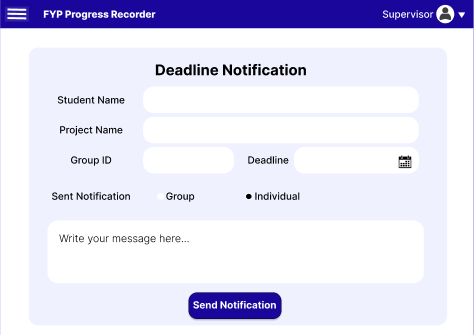 FYP Progress Recorder Supervisor
Deadline Notification
Student Name
Project Name
Group ID Deadline
Sent Notification Group Individual
Write your message here...
Send Notification